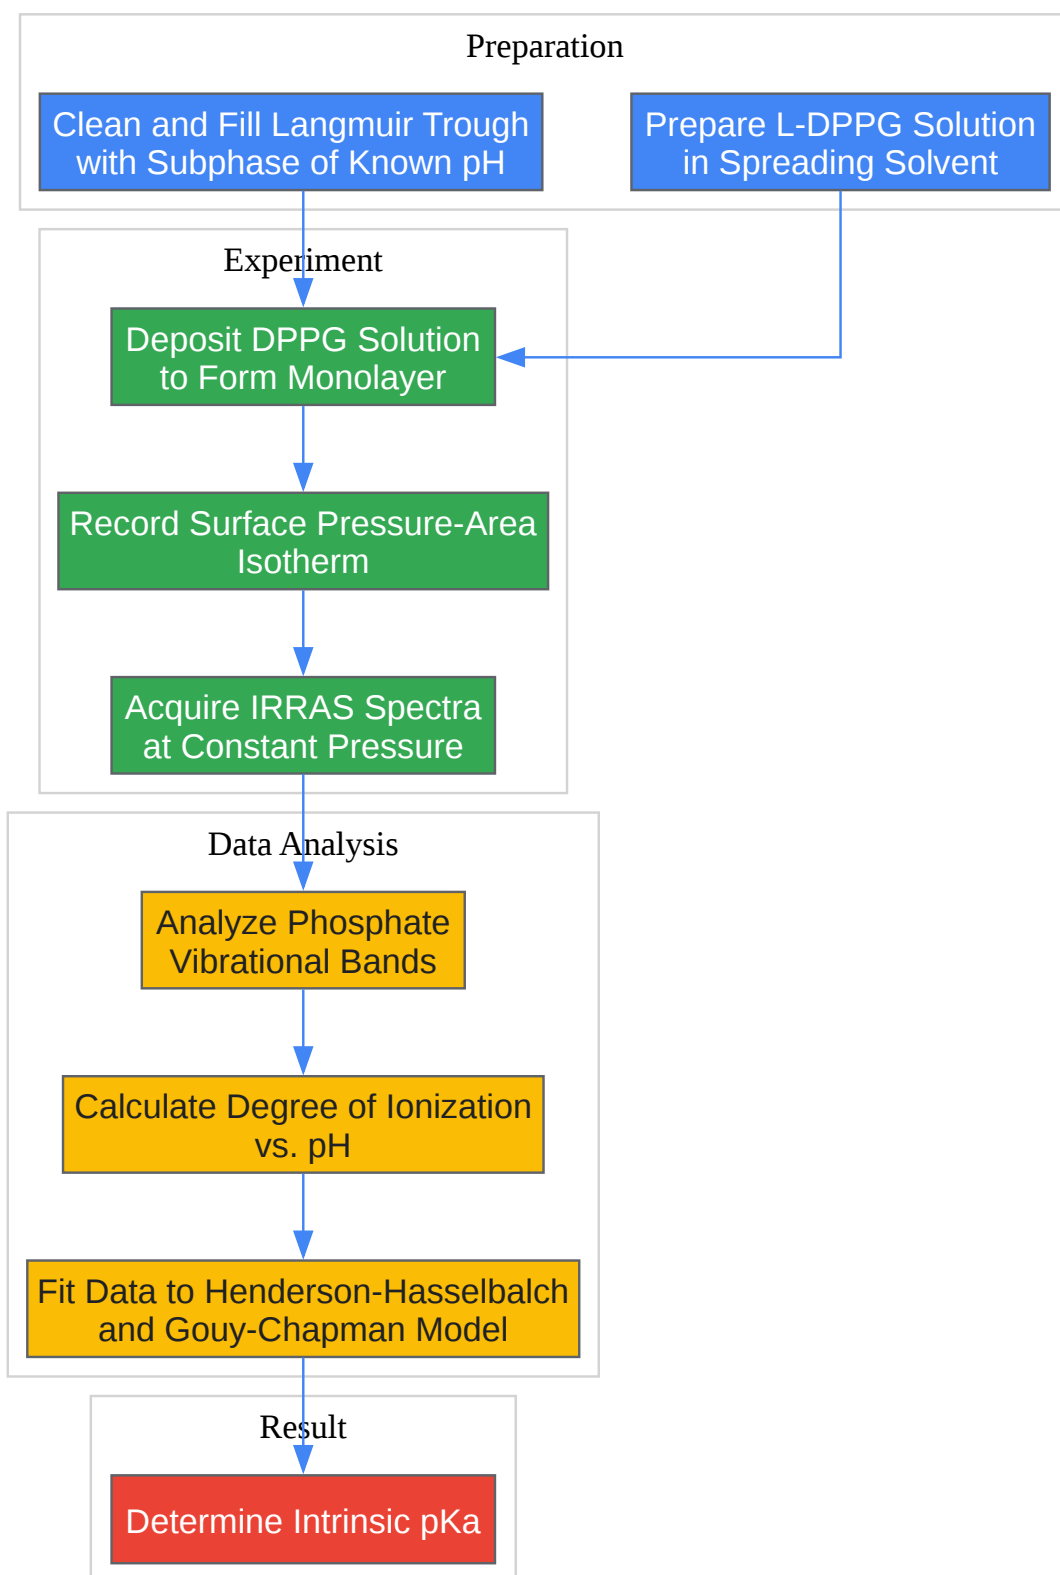 Preparation
Clean and Fill Langmuir Trough
with Subphase of Known pH
Prepare L-DPPG Solution
in Spreading Solvent
Experiment
Deposit DPPG Solution
to Form Monolayer
Record Surface Pressure-Area
Isotherm
Acquire IRRAS Spectra
at Constant Pressure
Data Analysis
Analyze Phosphate
Vibrational Bands
Calculate Degree of Ionization
vs. pH
Fit Data to Henderson-Hasselbalch
and Gouy-Chapman Model
Result
Determine Intrinsic pKa